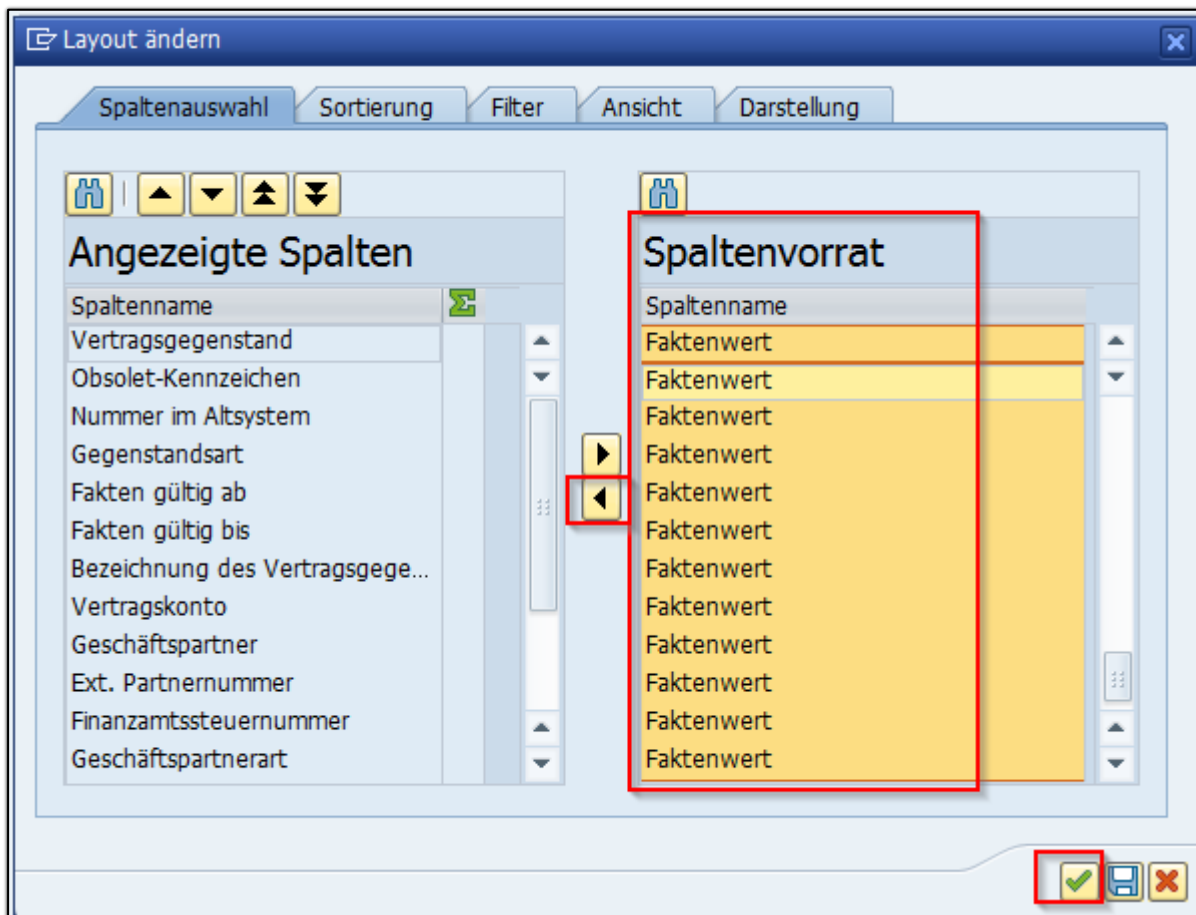 Layout ändern
Spaltenauswahl
Sortierung
Filter
Ansicht
Darstellung
Angezeigte Spalten
Spaltenname
Vertragsgegenstand
Obsolet-Kennzeichen
Nummer im Altsystem
Gegenstandsart
Fakten gültig ab
Fakten gültig bis
Bezeichnung des Vertragsgege...
Vertragskonto
Geschäftspartner
Ext. Partnernummer
Finanzamtssteuernummer
Geschäftspartnerart
Spaltenvorrat
Spaltenname
Faktenwert
Faktenwert
Faktenwert
Faktenwert
Faktenwert
Faktenwert
Faktenwert
Faktenwert
Faktenwert
Faktenwert
Faktenwert
Faktenwert